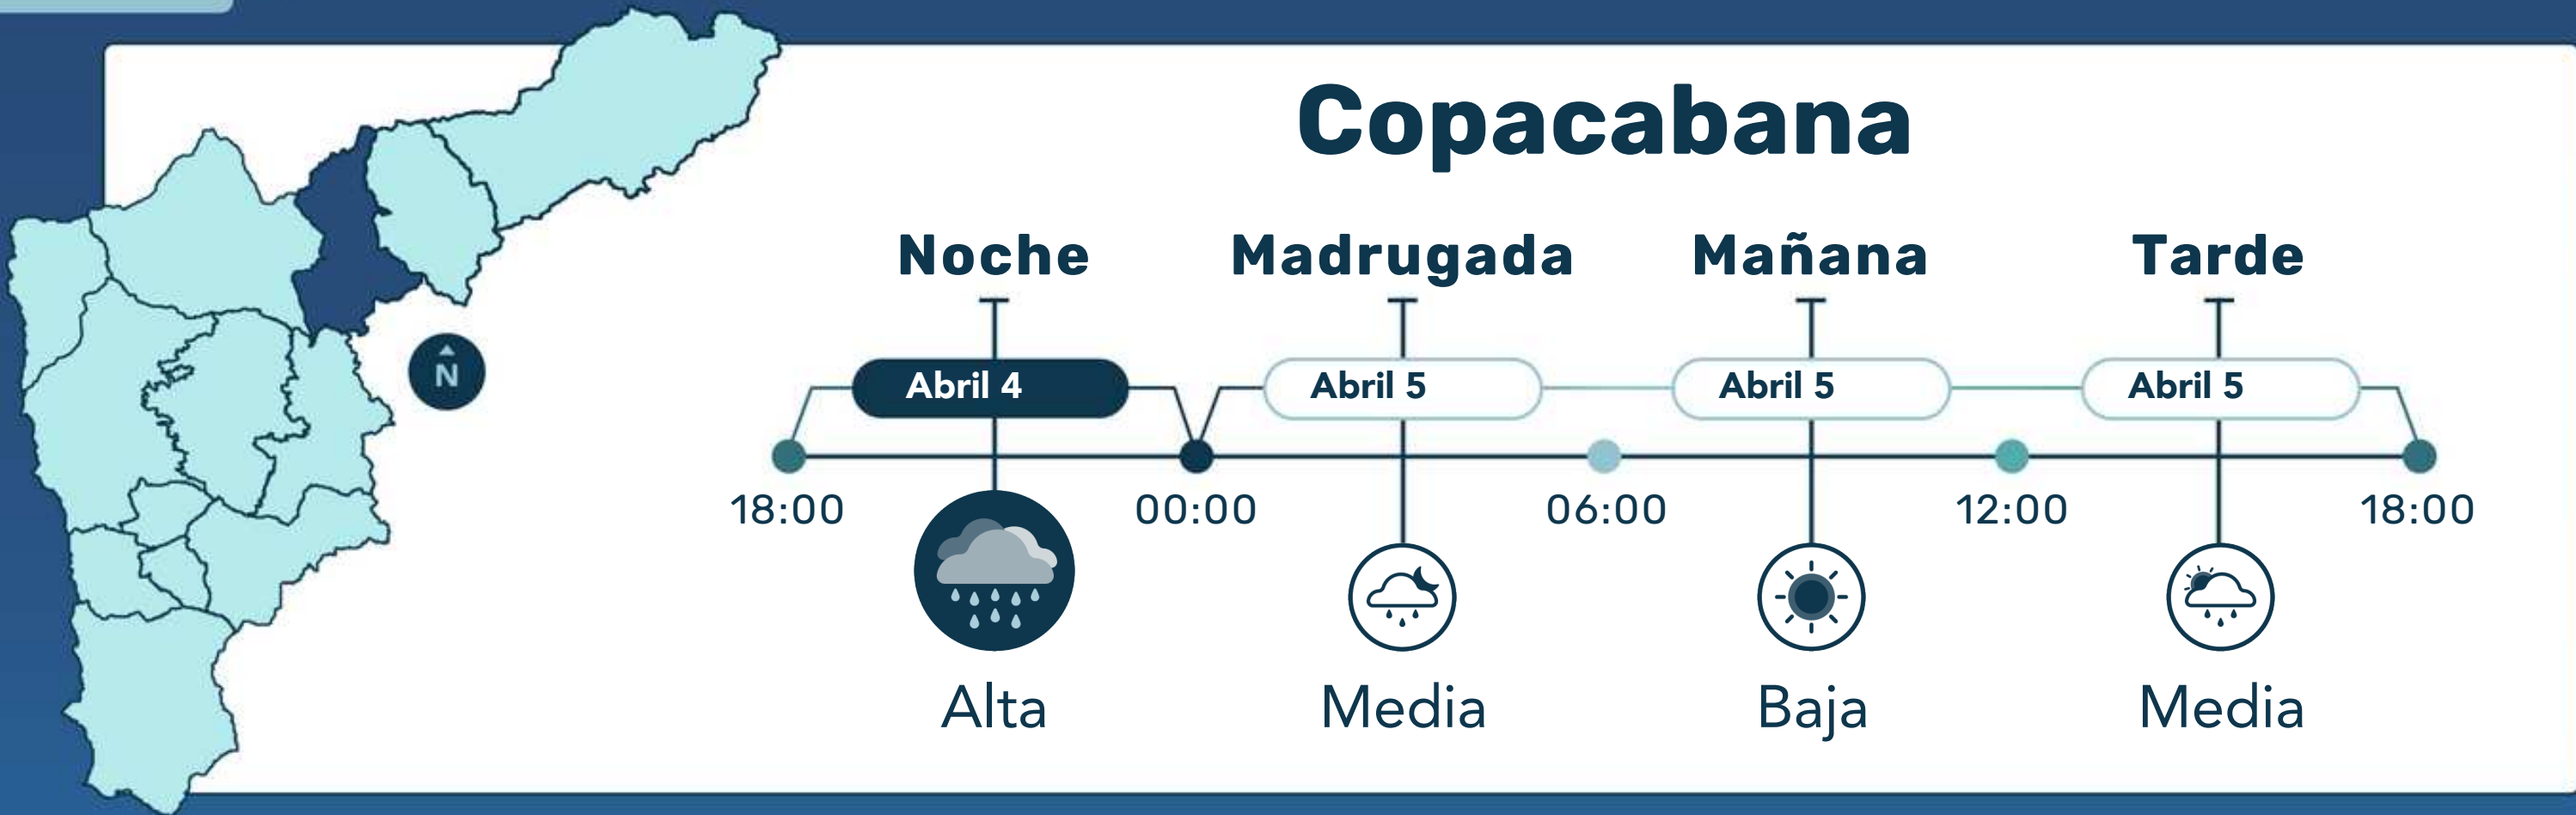 Copacabana
Noche Madrugada Mañana Tarde
Abril 4 Abril 5 Abril 5 Abril 5
N
18:00 00:00 06:00 12:00 18:00
Alta Media Baja Media